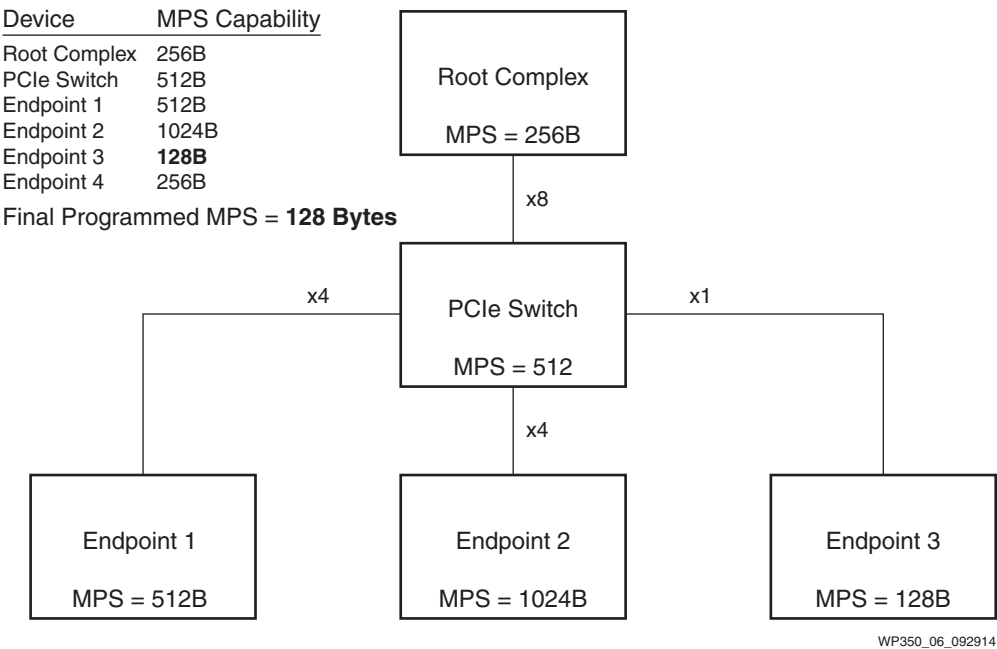 Device MPS Capability
Root Complex 256B
PCIe Switch 512B
Endpoint 1 512B
Endpoint 2 1024B
Endpoint 3 128B
Endpoint 4 256B
Final Programmed MPS = 128 Bytes
Root Complex
MPS = 256B
x8
PCIe Switch
MPS = 512
x4
x1
x4
Endpoint 1
MPS = 512B
Endpoint 2
MPS = 1024B
Endpoint 3
MPS = 128B
WP350_06_092914